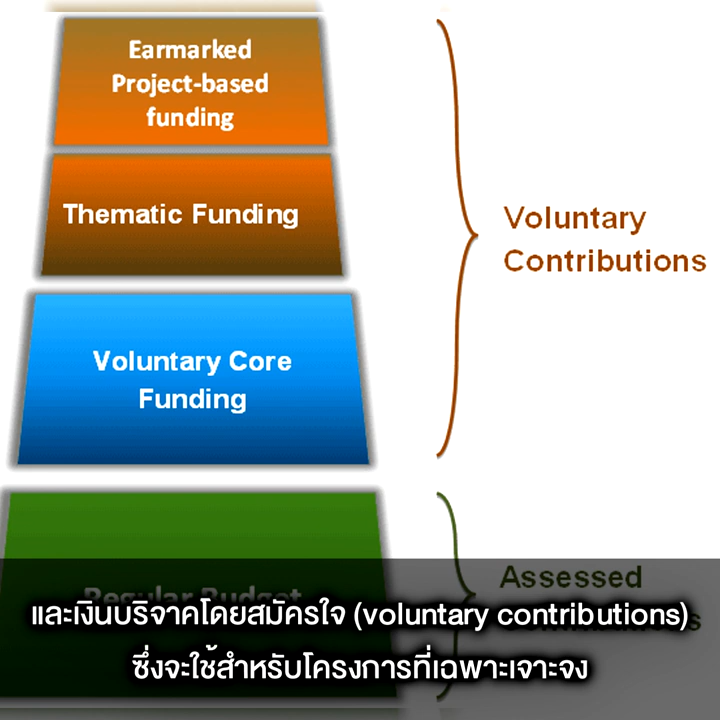 Earmarked
Project-based
funding
Thematic Funding
Voluntary
Contributions
Voluntary Core
Funding
Regular Budget
Assessed
และเงินบริจาคโดยสมัครใจ (voluntary contributions)
ซึ่งจะใช้สำหรับโครงการที่เฉพาะเจาะจง